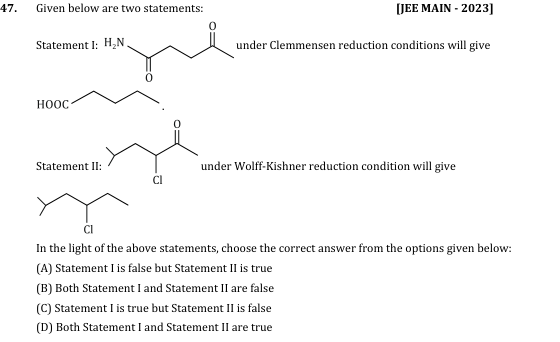 47. Given below are two statements: [JEE MAIN - 2023]
O
Statement I: H₂N under Clemmensen reduction conditions will give
O
HOOC .
O
Statement II: under Wolff-Kishner reduction condition will give
Cl
Cl
In the light of the above statements, choose the correct answer from the options given below:
(A) Statement I is false but Statement II is true
(B) Both Statement I and Statement II are false
(C) Statement I is true but Statement II is false
(D) Both Statement I and Statement II are true